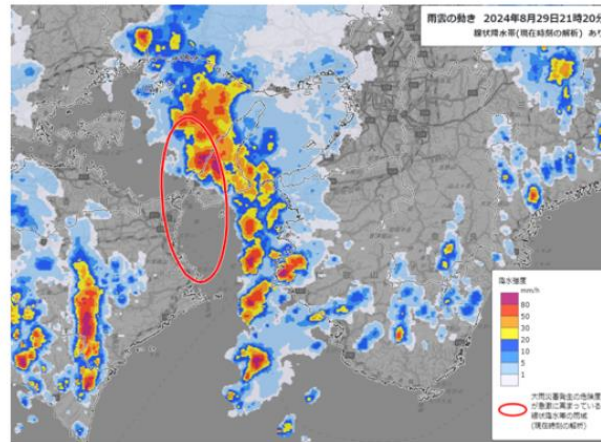 雨雲の動き 2024年8月29日21時20分
線状降水帯(現在時刻の解析) あり
降水強度
mm/h
80
50
30
20
10
5
1
大雨災害発生の危険度
が急激に高まっている
線状降水帯の雨域
(現在時刻の解析)